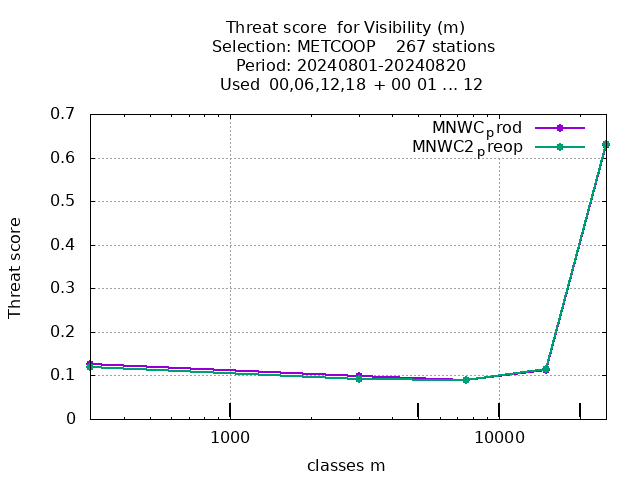 Threat score for Visibility (m)
Selection: METCOOP 267 stations
Period: 20240801-20240820
Used 00,06,12,18 + 00 01 ... 12
MNWCprod
MNWC2preop
0.7
0.6
0.5
0.4
0.3
0.2
0.1
0
Threat score
1000
10000
classes m